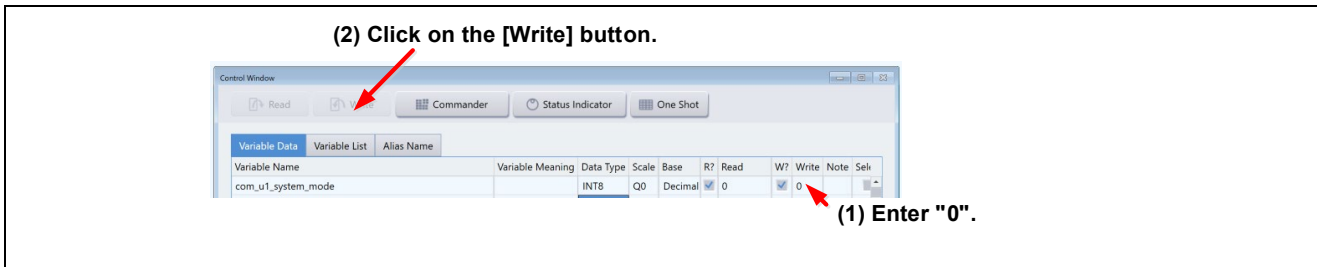 (2) Click on the [Write] button.
Control Window
Read Write Commander Status Indicator One Shot
Variable Data Variable List Alias Name
Variable Name Variable Meaning Data Type Scale Base R? Read W? Write Note Sele
com_u1_system_mode INT8 Q0 Decimal 0 0
(1) Enter "0".